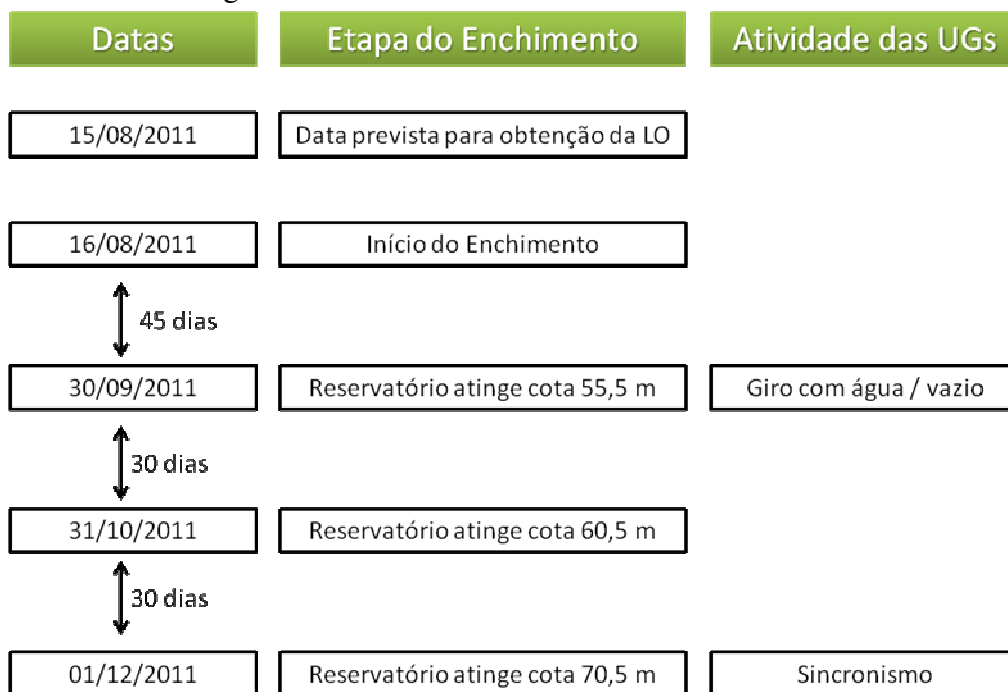 Datas
Etapa do Enchimento
Atividade das UGs
15/08/2011
Data prevista para obtenção da LO
16/08/2011
Início do Enchimento
45 dias
30/09/2011
Reservatório atinge cota 55,5 m
Giro com água / vazio
30 dias
31/10/2011
Reservatório atinge cota 60,5 m
30 dias
01/12/2011
Reservatório atinge cota 70,5 m
Sincronismo